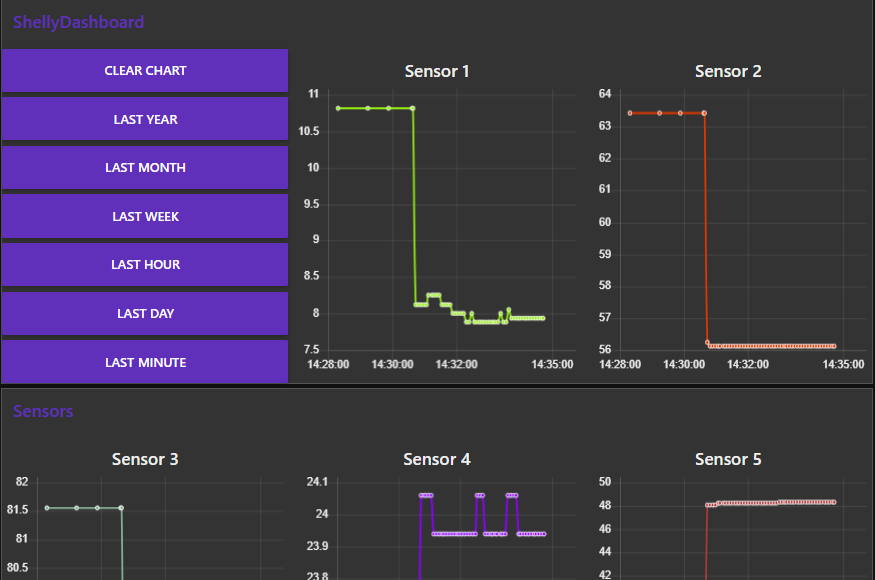 ShellyDashboard
CLEAR CHART
LAST YEAR
LAST MONTH
LAST WEEK
LAST HOUR
LAST DAY
LAST MINUTE
Sensor 1
11
10.5
10
9.5
9
8.5
8
7.5
14:28:00 14:30:00 14:32:00 14:35:00
Sensor 2
64
63
62
61
60
59
58
57
56
14:28:00 14:30:00 14:32:00 14:35:00
Sensors
Sensor 3
82
81.5
81
80.5
Sensor 4
24.1
24
23.9
23.8
Sensor 5
50
48
46
44
42